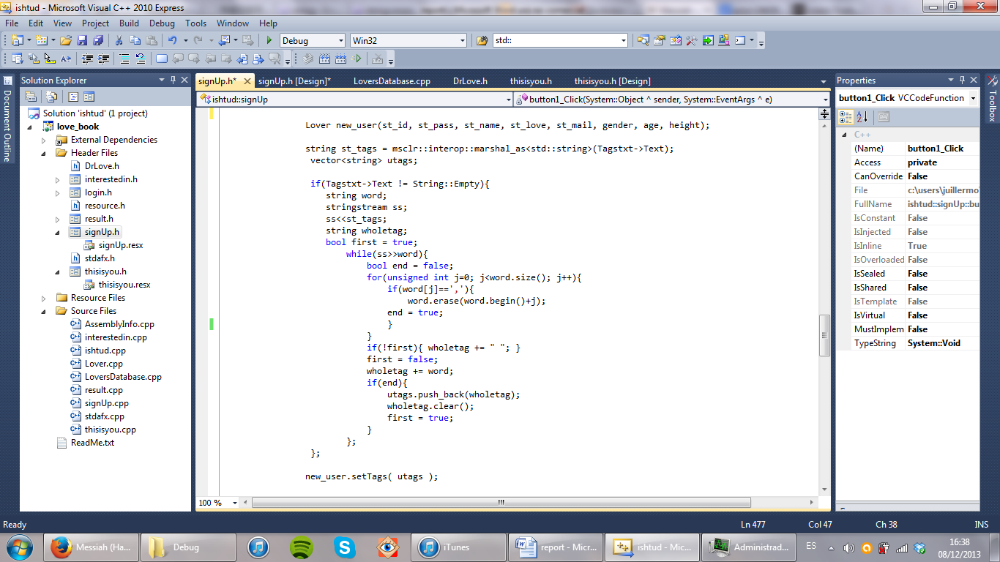 ishtud - Microsoft Visual C++ 2010 Express
File Edit View Project Build Debug Tools Window Help
Debug Win32 std::
Document Outline
Solution Explorer
Solution 'ishtud' (1 project)
love_book
External Dependencies
Header Files
DrLove.h
interestedin.h
login.h
resource.h
result.h
signUp.h
signUp.resx
stdafx.h
thisisyou.h
thisisyou.resx
Resource Files
Source Files
AssemblyInfo.cpp
interestedin.cpp
ishtud.cpp
Lover.cpp
LoversDatabase.cpp
result.cpp
signUp.cpp
stdafx.cpp
thisisyou.cpp
ReadMe.txt
signUp.h* signUp.h [Design]* LoversDatabase.cpp DrLove.h thisisyou.h thisisyou.h [Design]
ishtud::signUp button1_Click(System::Object ^ sender, System::EventArgs ^ e)
Lover new_user(st_id, st_pass, st_name, st_love, st_mail, gender, age, height);
string st_tags = msclr::interop::marshal_as<std::string>(Tagstxt->Text);
vector<string> utags;
if(Tagstxt->Text != String::Empty){
string word;
stringstream ss;
ss<<st_tags;
string wholetag;
bool first = true;
while(ss>>word){
bool end = false;
for(unsigned int j=0; j<word.size(); j++){
if(word[j]==','){
word.erase(word.begin()+j);
end = true;
}
}
if(!first){ wholetag += " "; }
first = false;
wholetag += word;
if(end){
utags.push_back(wholetag);
wholetag.clear();
first = true;
}
};
};
new_user.setTags( utags );
100 %
Properties
button1_Click VCCodeFunction
C++
(Name) button1_Click
Access private
CanOverride False
File c:\users\juillermo
FullName ishtud::signUp::bu
IsConstant False
IsInjected False
IsInline True
IsOverloaded False
IsSealed False
IsShared False
IsTemplate False
IsVirtual False
MustImplem False
TypeString System::Void
Toolbox
Ready Ln 477 Col 47 Ch 38 INS
Messiah (Ha... Debug iTunes report - Micr... ishtud - Mic... Administrad... ES 16:38
08/12/2013